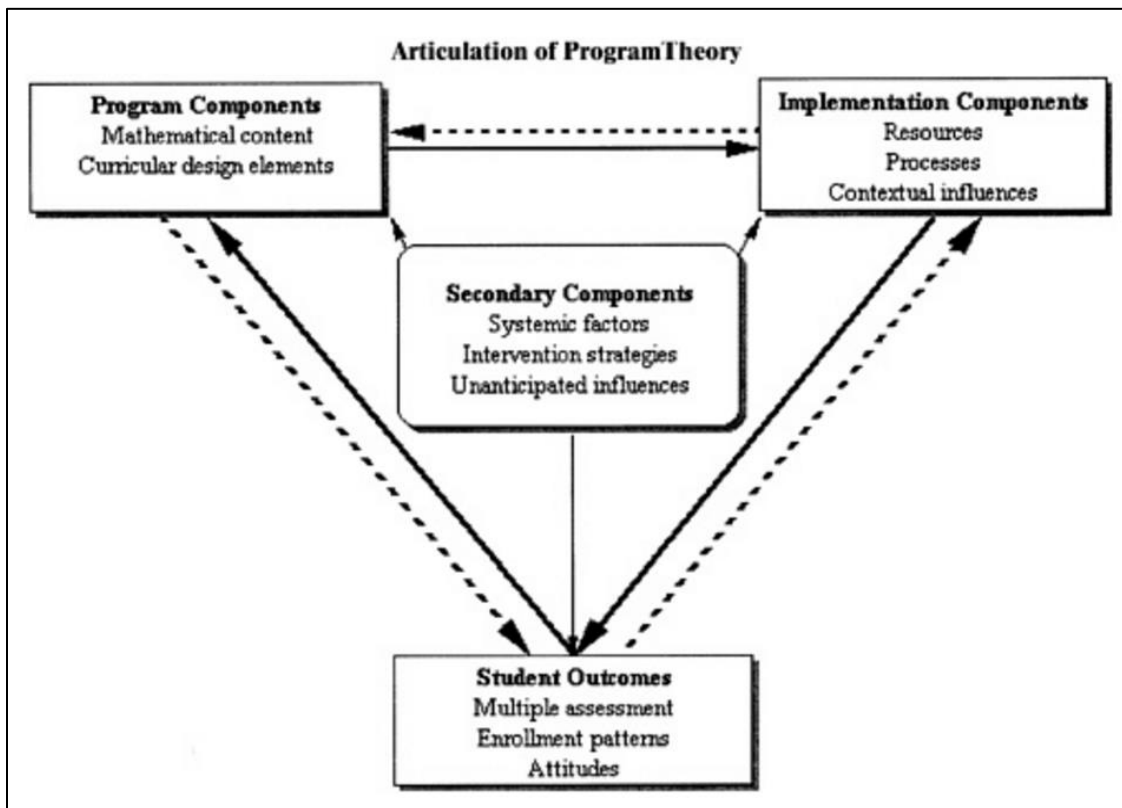 Articulation of ProgramTheory
Program Components
Mathematical content
Curricular design elements
Implementation Components
Resources
Processes
Contextual influences
Secondary Components
Systemic factors
Intervention strategies
Unanticipated influences
Student Outcomes
Multiple assessment
Enrollment patterns
Attitudes